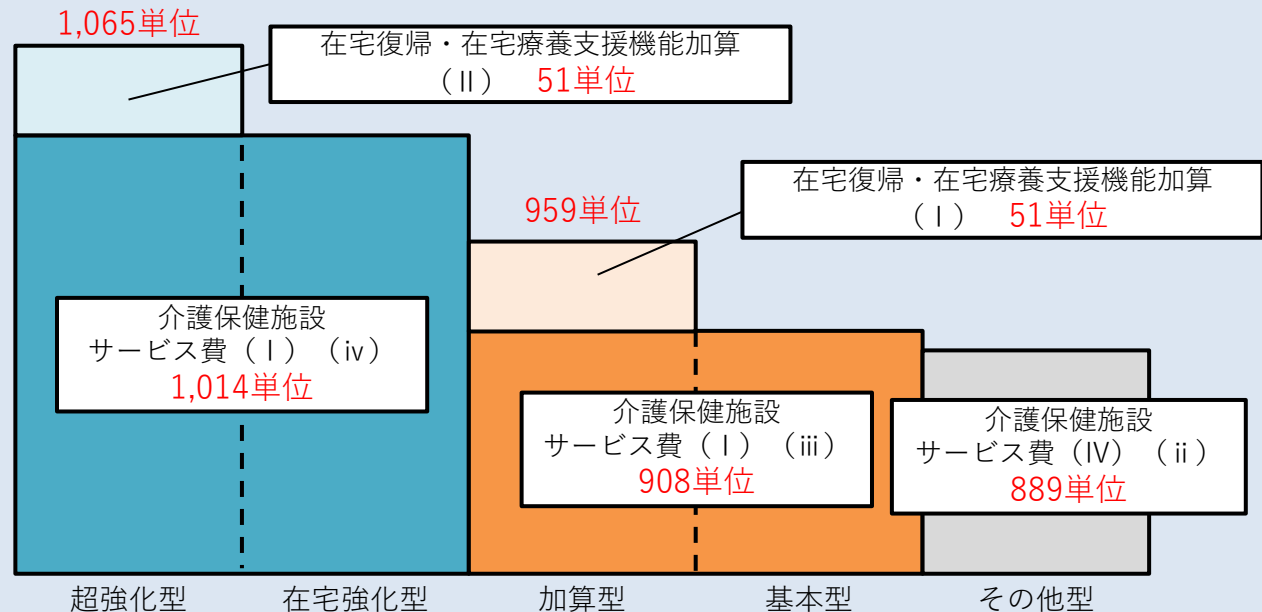 1,065単位
在宅復帰・在宅療養支援機能加算
（Ⅱ） 51単位
在宅復帰・在宅療養支援機能加算
（Ⅰ） 51単位
959単位
介護保健施設
サービス費（Ⅰ）（ⅳ）
1,014単位
介護保健施設
サービス費（Ⅰ）（ⅲ）
908単位
介護保健施設
サービス費（Ⅳ）（ⅱ）
889単位
超強化型 在宅強化型 加算型 基本型 その他型